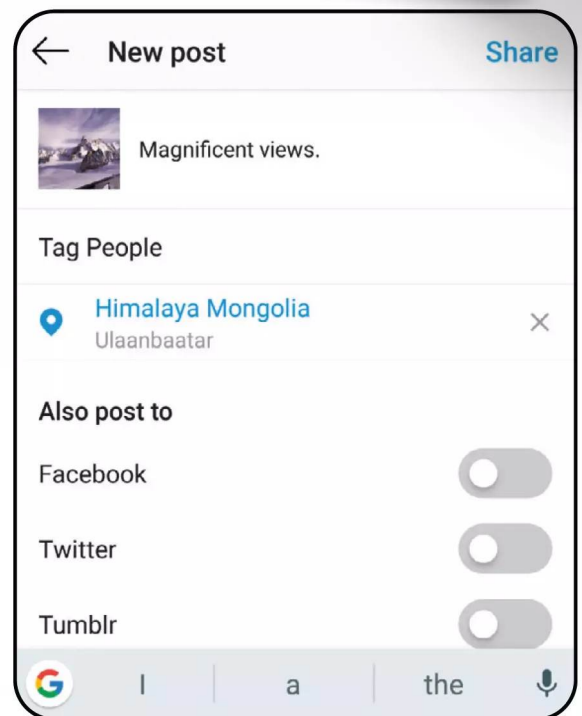 New post
Share
Magnificent views.
Tag People
Himalaya Mongolia
Ulaanbaatar
Also post to
Facebook
Twitter
Tumblr
I a the